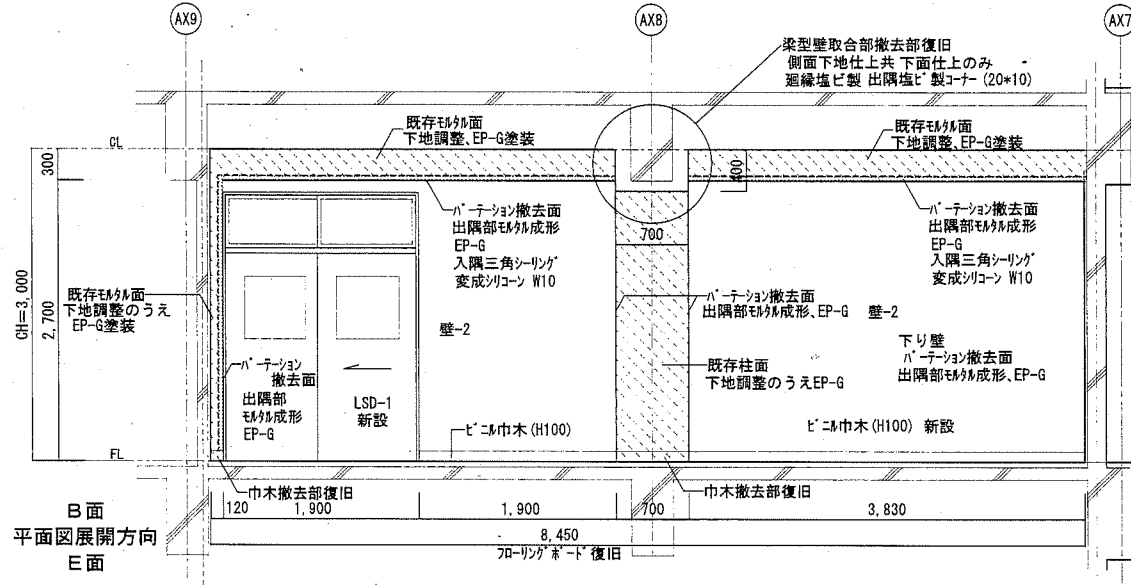 AX9
AX8
AX7
梁型壁取合部撤去部復旧
側面下地仕上共 下面仕上のみ
廻縁塩ビ製 出隅塩ビ製コーナー (20*10)
既存モルタル面
下地調整、EP-G塗装
既存モルタル面
下地調整、EP-G塗装
CL
300
400
700
パーテーション撤去面
出隅部モルタル成形
EP-G
入隅三角シーリング
変成シリコーン W10
パーテーション撤去面
出隅部モルタル成形
EP-G
入隅三角シーリング
変成シリコーン W10
CH=3,000
2,700
既存モルタル面
下地調整のうえ
EP-G塗装
パーテーション撤去面
出隅部モルタル成形、EP-G
壁-2
壁-2
下り壁
パーテーション撤去面
出隅部モルタル成形、EP-G
既存柱面
下地調整のうえEP-G
パーテーション
撤去面
出隅部
モルタル成形
EP-G
LSD-1
新設
ビニル巾木(H100)
ビニル巾木(H100) 新設
FL
巾木撤去部復旧
巾木撤去部復旧
120
1,900
1,900
700
3,830
8,450
フローリングボード復旧
B面
平面図展開方向
E面